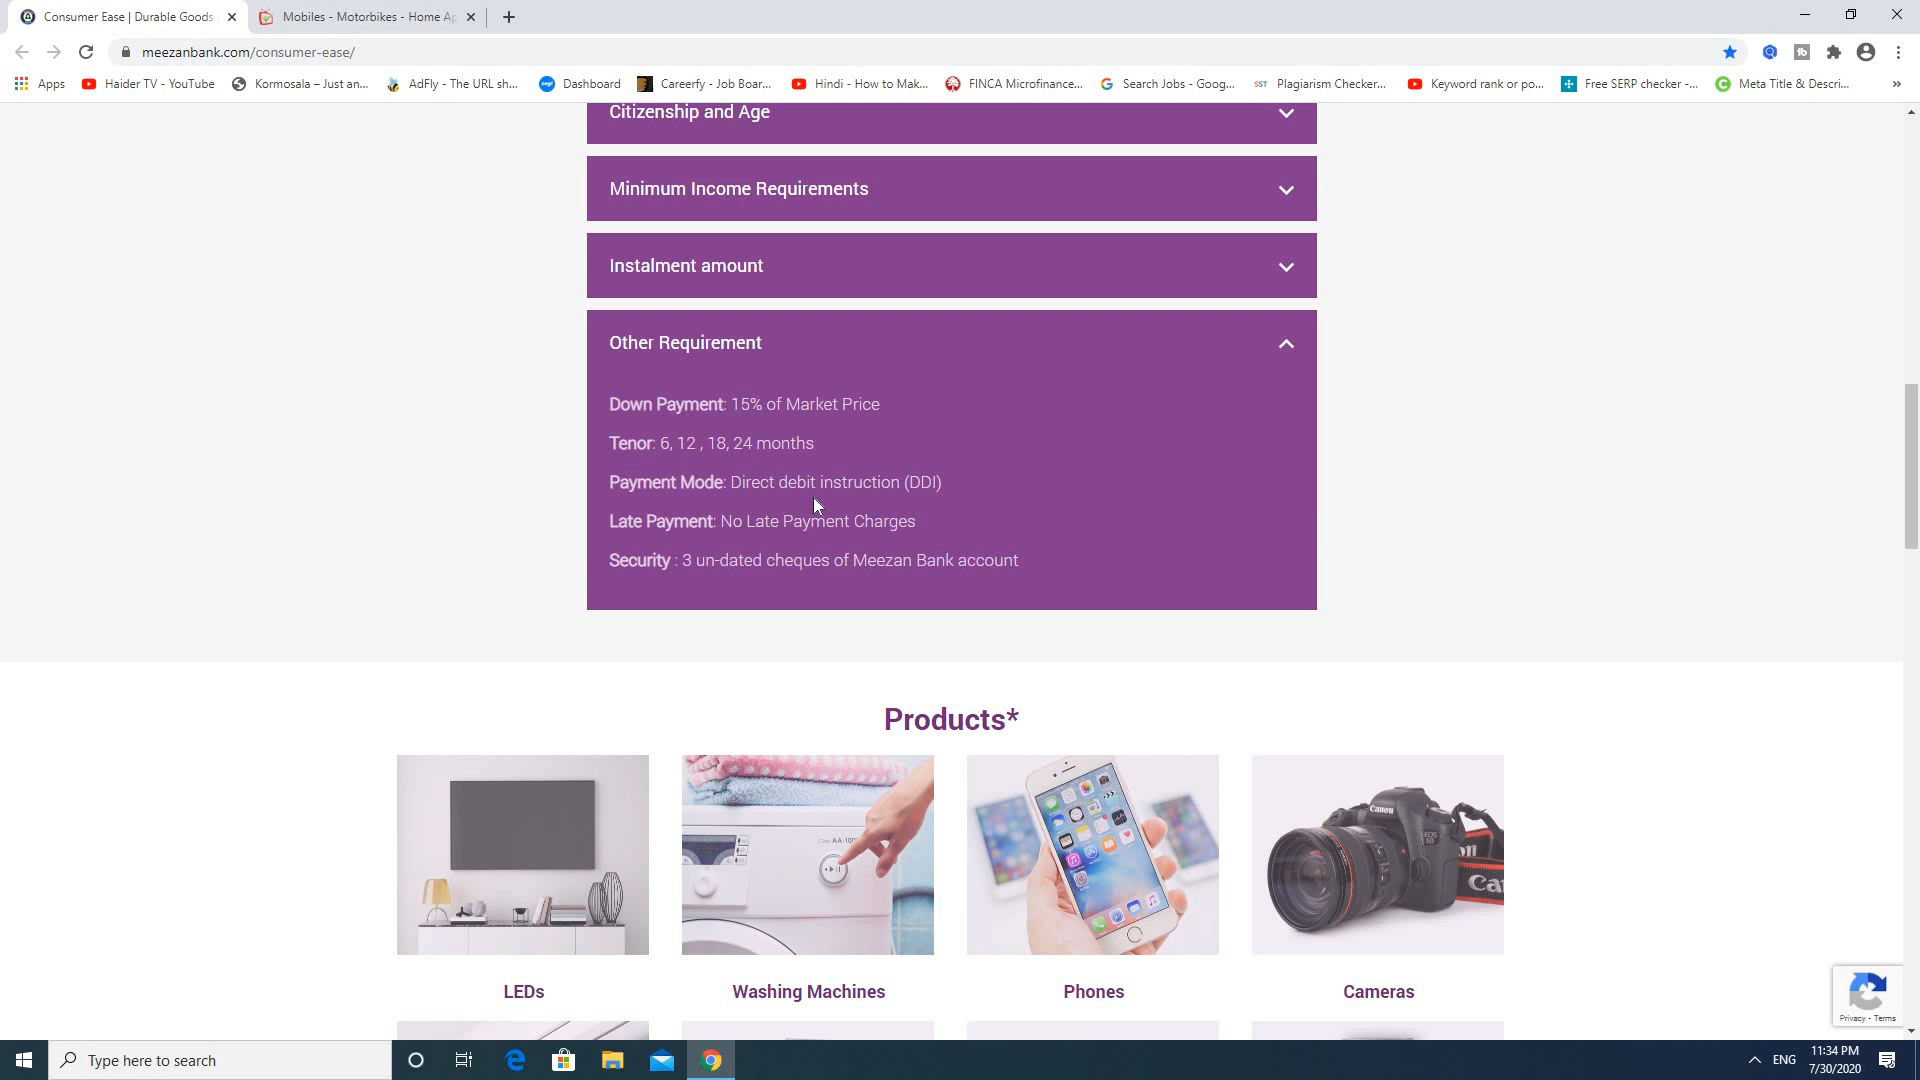 Consumer Ease | Durable Goods
Mobiles - Motorbikes - Home Ap
meezanbank.com/consumer-ease/
Apps
Haider TV - YouTube
Kormosala – Just an...
AdFly - The URL sh...
Dashboard
Careerfy - Job Boar...
Hindi - How to Mak...
FINCA Microfinance...
Search Jobs - Goog...
SST
Plagiarism Checker...
Keyword rank or po...
Free SERP checker -...
Meta Title & Descri...
»
Citizenship and Age
Minimum Income Requirements
Instalment amount
Other Requirement
Down Payment: 15% of Market Price
Tenor: 6, 12 , 18, 24 months
Payment Mode: Direct debit instruction (DDI)
Late Payment: No Late Payment Charges
Security : 3 un-dated cheques of Meezan Bank account
Products*
Canon
EOS
6D
LEDs
Washing Machines
Phones
Cameras
Privacy - Terms
Type here to search
ENG
11:34 PM
7/30/2020